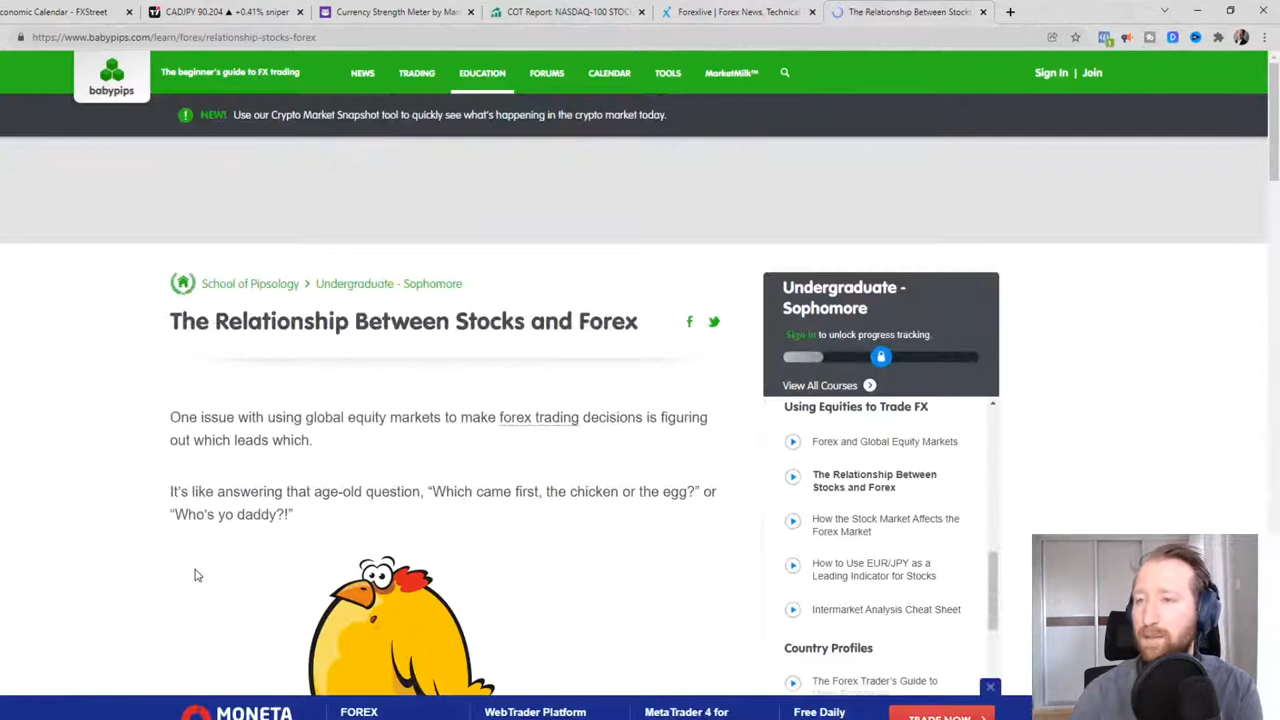 conomic Calendar - FXStreet
CADJPY 90.204 ▲ +0.41% sniper
Currency Strength Meter by Mar
COT Report: NASDAQ-100 STOC
Forexlive | Forex News, Technical
The Relationship Between Stocks
https://www.babypips.com/learn/forex/relationship-stocks-forex
babypips
The beginner's guide to FX trading
NEWS
TRADING
EDUCATION
FORUMS
CALENDAR
TOOLS
MarketMilk™
Sign In | Join
NEW! Use our Crypto Market Snapshot tool to quickly see what's happening in the crypto market today.
School of Pipsology > Undergraduate - Sophomore
The Relationship Between Stocks and Forex
One issue with using global equity markets to make forex trading decisions is figuring
out which leads which.
It's like answering that age-old question, “Which came first, the chicken or the egg?” or
“Who's yo daddy?!”
Undergraduate -
Sophomore
Sign in to unlock progress tracking.
View All Courses
Using Equities to Trade FX
Forex and Global Equity Markets
The Relationship Between
Stocks and Forex
How the Stock Market Affects the
Forex Market
How to Use EUR/JPY as a
Leading Indicator for Stocks
Intermarket Analysis Cheat Sheet
Country Profiles
The Forex Trader's Guide to
MONETA
FOREX
WebTrader Platform
MetaTrader 4 for
Free Daily
TRADE NOW